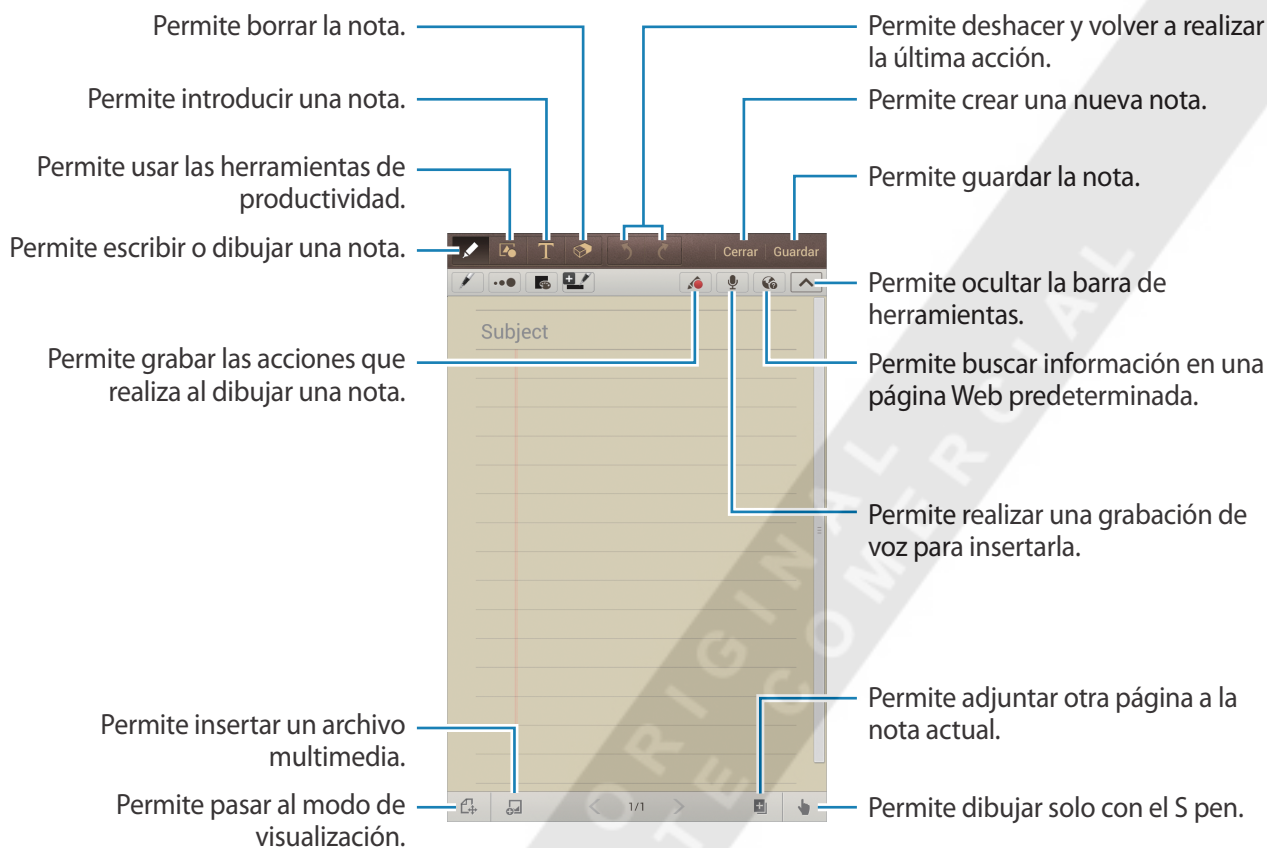 Permite borrar la nota.
Permite introducir una nota.
Permite usar las herramientas de
productividad.
Permite escribir o dibujar una nota.
Permite grabar las acciones que
realiza al dibujar una nota.
Permite insertar un archivo
multimedia.
Permite pasar al modo de
visualización.
T
Cerrar
Guardar
Subject
1/1
Permite deshacer y volver a realizar
la última acción.
Permite crear una nueva nota.
Permite guardar la nota.
Permite ocultar la barra de
herramientas.
Permite buscar información en una
página Web predeterminada.
Permite realizar una grabación de
voz para insertarla.
Permite adjuntar otra página a la
nota actual.
Permite dibujar solo con el S pen.
ORIGINAL
TE COMERCIAL